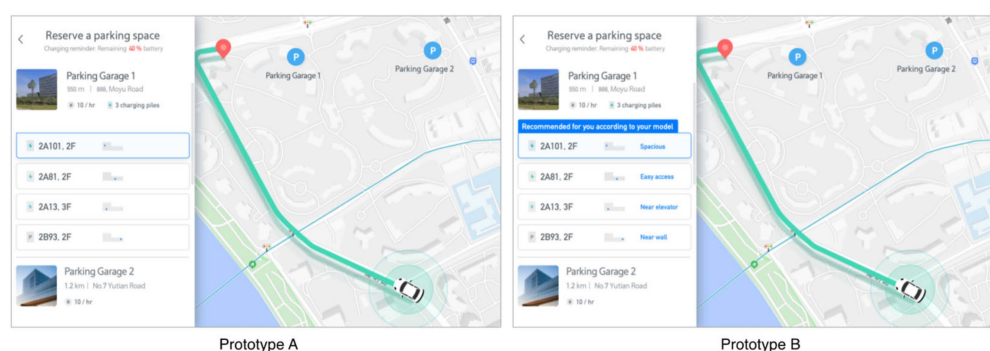 Reserve a parking space
Charging reminder: Remaining 40 % battery
Parking Garage 1
550 m | 888, Moyu Road
10 / hr 3 charging piles
2A101, 2F
2A81, 2F
2A13, 3F
2B93, 2F
Parking Garage 2
1.2 km | No.7 Yutian Road
10 / hr
P
Parking Garage 1
P
Parking Garage 2
Prototype A
Reserve a parking space
Charging reminder: Remaining 40 % battery
Parking Garage 1
550 m | 888, Moyu Road
10 / hr 3 charging piles
Recommended for you according to your model
2A101, 2F Spacious
2A81, 2F Easy access
2A13, 3F Near elevator
P 2B93, 2F Near wall
Parking Garage 2
1.2 km | No.7 Yutian Road
10 / hr
P
Parking Garage 1
P
Parking Garage 2
Prototype B